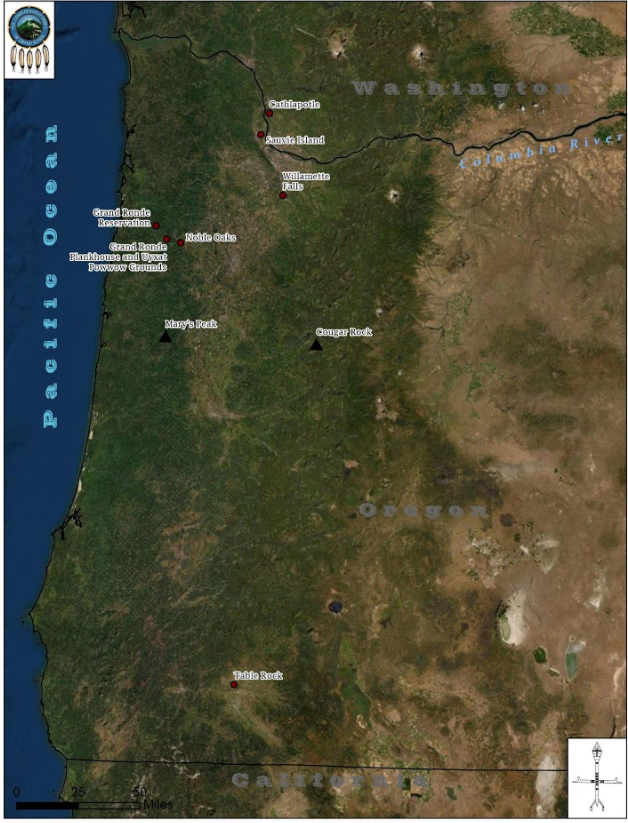 Washington
Cathlapotle
Sauvie Island
Columbia River
Willamette
Falls
Grand Ronde
Reservation
Noble Oaks
Grand Ronde
Plankhouse and Uyxat
Powwow Grounds
Pacific Ocean
Mary's Peak
Cougar Rock
Oregon
Table Rock
California
0 25 50
Miles